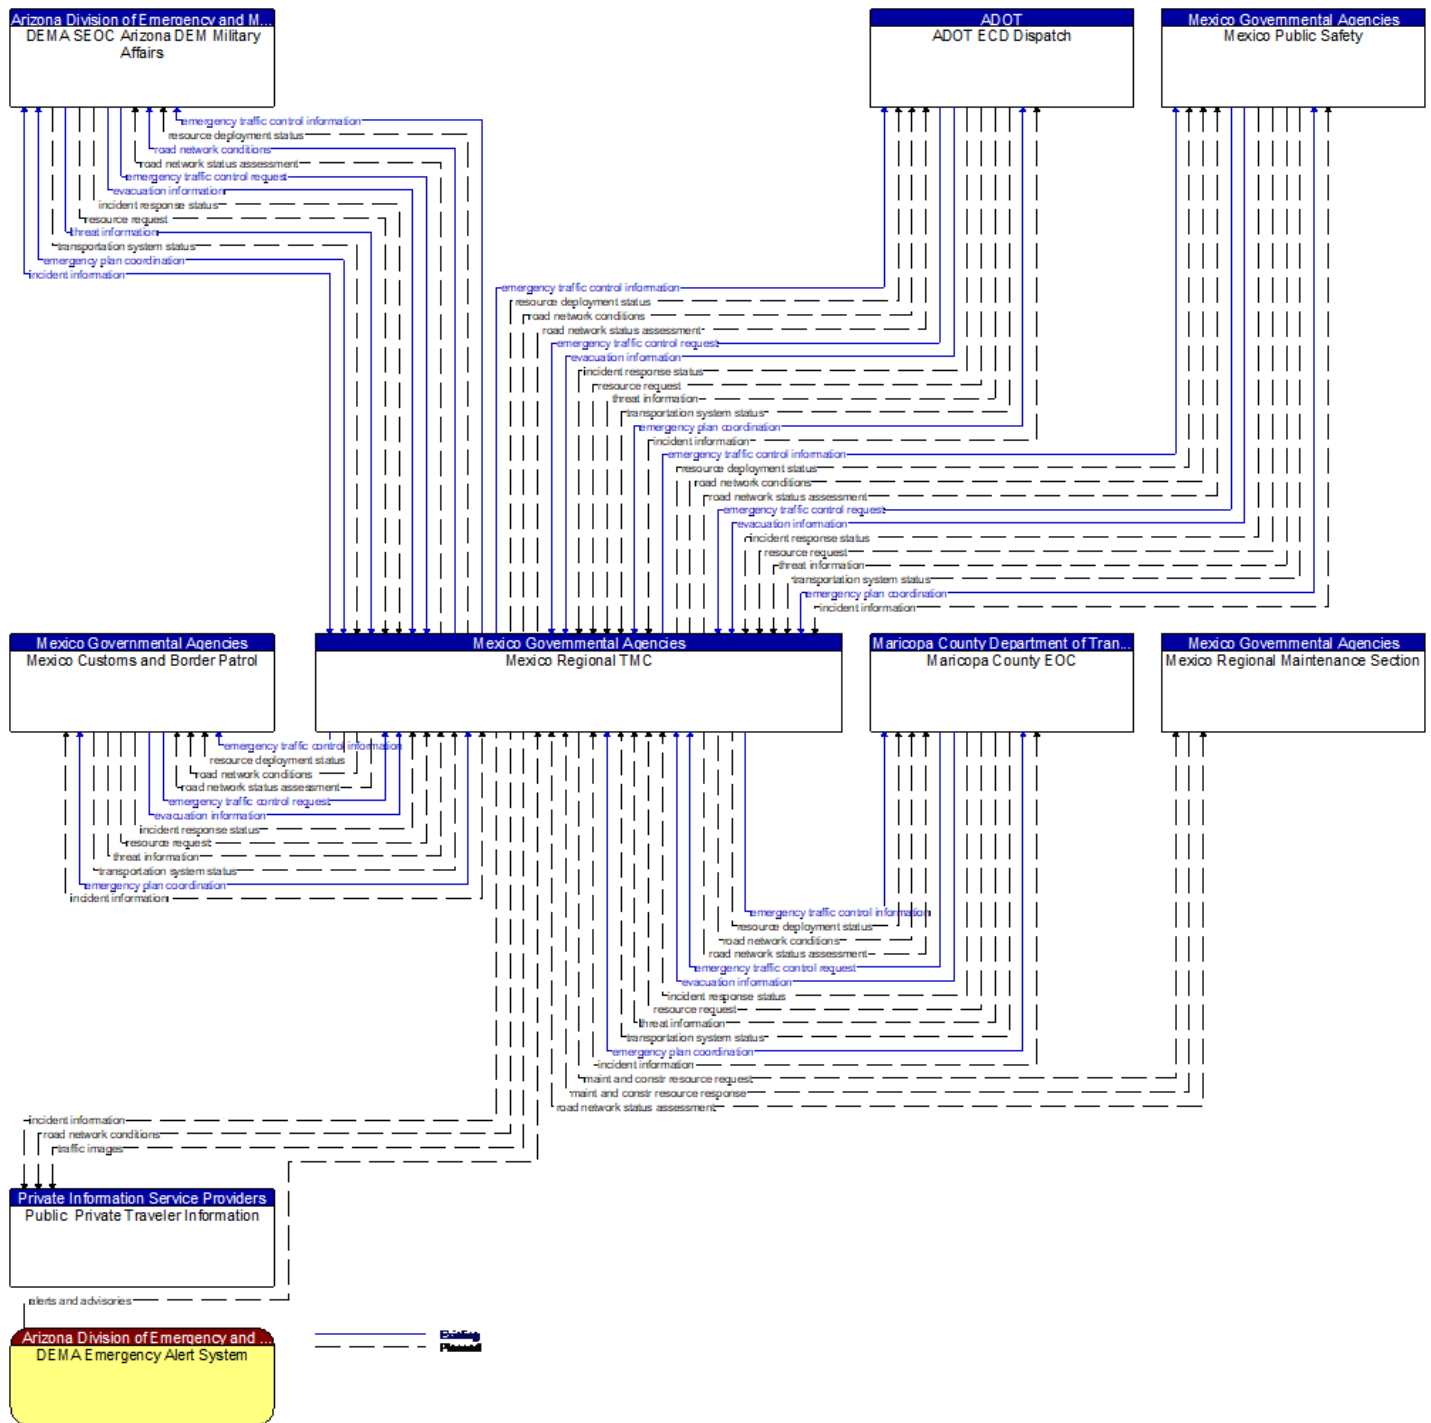 Arizona Division of Emergency and M...
DEMA SEOC Arizona DEM Military
Affairs
ADOT
ADOT ECD Dispatch
Mexico Governmental Agencies
Mexico Public Safety
emergency traffic control information
resource deployment status
road network conditions
road network status assessment
emergency traffic control request
evacuation information
incident response status
resource request
threat information
transportation system status
emergency plan coordination
incident information
emergency traffic control information
resource deployment status
road network conditions
road network status assessment
emergency traffic control request
evacuation information
incident response status
resource request
threat information
transportation system status
emergency plan coordination
incident information
emergency traffic control information
resource deployment status
road network conditions
road network status assessment
emergency traffic control request
evacuation information
incident response status
resource request
threat information
transportation system status
emergency plan coordination
incident information
Mexico Governmental Agencies
Mexico Customs and Border Patrol
Mexico Governmental Agencies
Mexico Regional TMC
Maricopa County Department of Tran...
Maricopa County EOC
Mexico Governmental Agencies
Mexico Regional Maintenance Section
emergency traffic control information
resource deployment status
road network conditions
road network status assessment
emergency traffic control request
evacuation information
incident response status
resource request
threat information
transportation system status
emergency plan coordination
incident information
emergency traffic control information
resource deployment status
road network conditions
road network status assessment
emergency traffic control request
evacuation information
incident response status
resource request
threat information
transportation system status
emergency plan coordination
incident information
maint and constr resource request
maint and constr resource response
road network status assessment
incident information
road network conditions
traffic images
Private Information Service Providers
Public Private Traveler Information
alerts and advisories
Arizona Division of Emergency and ...
DEMA Emergency Alert System
Existing
Planned